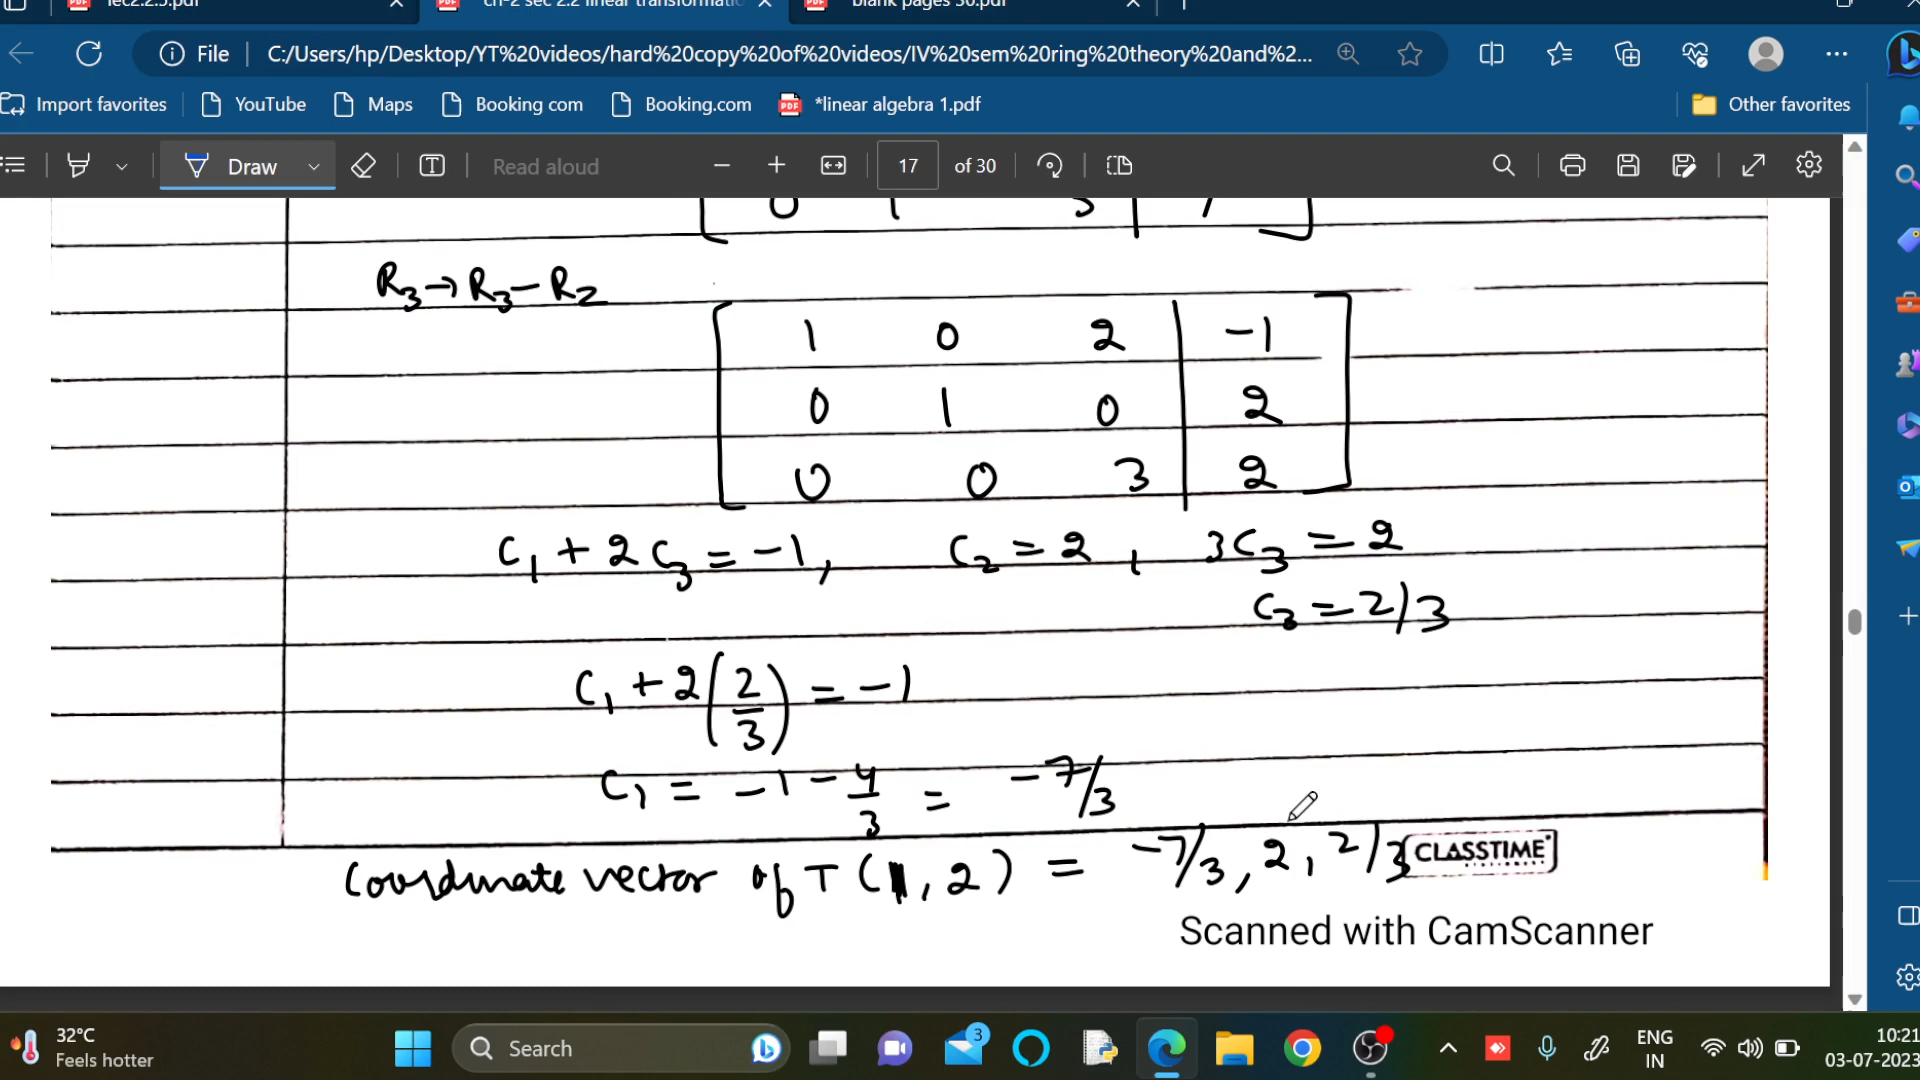 lec2.2.5.pdf ch-2 sec 2.2 linear transformatio blank pages 30.pdf
File C:/Users/hp/Desktop/YT%20videos/hard%20copy%20of%20videos/IV%20sem%20ring%20theory%20and%2...
Import favorites YouTube Maps Booking com Booking.com *linear algebra 1.pdf Other favorites
Draw Read aloud 17 of 30
R3→R3−R2
1 0 2 | −1
0 1 0 | 2
0 0 3 | 2
C1 + 2C3 = −1, C2 = 2, 3C3 = 2
C3 = 2/3
C1 + 2(2/3) = −1
C1 = −1 − 4/3 = −7/3
Coordinate vector of T(1, 2) = −7/3, 2, 2/3
CLASSTIME
Scanned with CamScanner
32°C
Feels hotter
Search
3
ENG
IN
10:21
03-07-2023